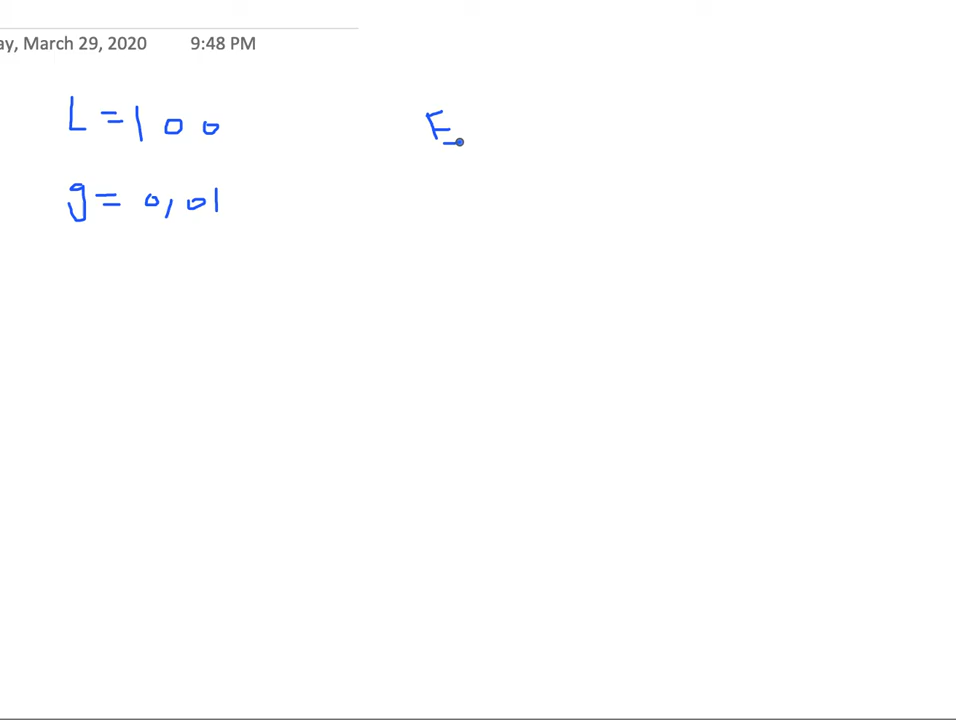 ay, March 29, 2020 9:48 PM
L = 100 E
g = 0,01